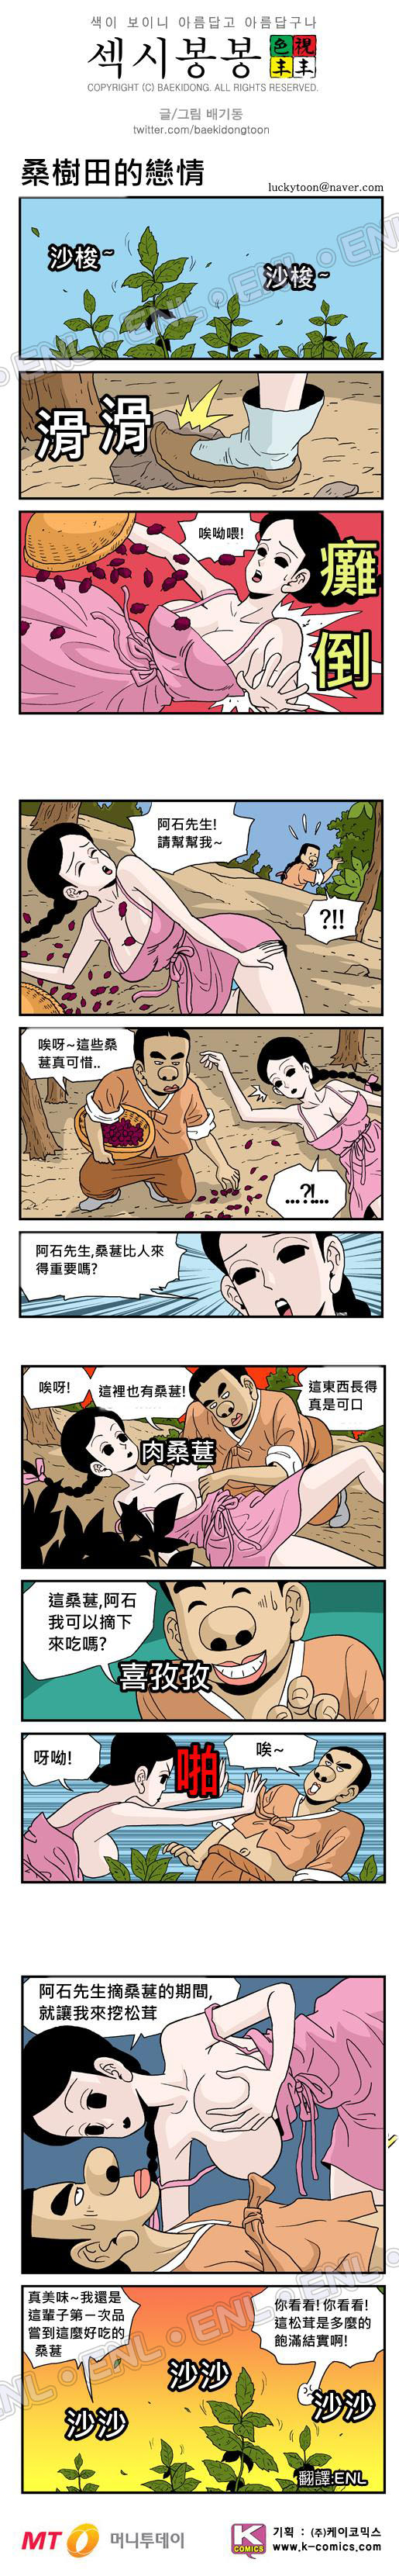 색이 보이니 아름답고 아름답구나
섹시봉봉
色視
丰丰
COPYRIGHT (C) BAEKIDONG. ALL RIGHTS RESERVED.
글/그림 배기동
twitter.com/baekidongtoon
桑樹田的戀情
luckytoon@naver.com
沙梭~
沙梭~
滑 滑
唉呦喂!
癱
倒
阿石先生!
請幫幫我~
?!!
唉呀~這些桑
葚真可惜..
...?!...
阿石先生,桑葚比人來
得重要嗎?
唉呀!
這裡也有桑葚!
這東西長得
真是可口
肉桑葚
這桑葚,阿石
我可以摘下
來吃嗎?
喜孜孜
呀呦!
啪
唉~
阿石先生摘桑葚的期間,
就讓我來挖松茸
真美味~我還是
這輩子第一次品
嘗到這麼好吃的
桑葚
你看看!你看看!
這松茸是多麼的
飽滿結實啊!
沙沙
沙沙
沙沙
翻譯:ENL
ENL
ENL
MT 머니투데이
K COMICS
기획 : (주)케이코믹스
www.k-comics.com